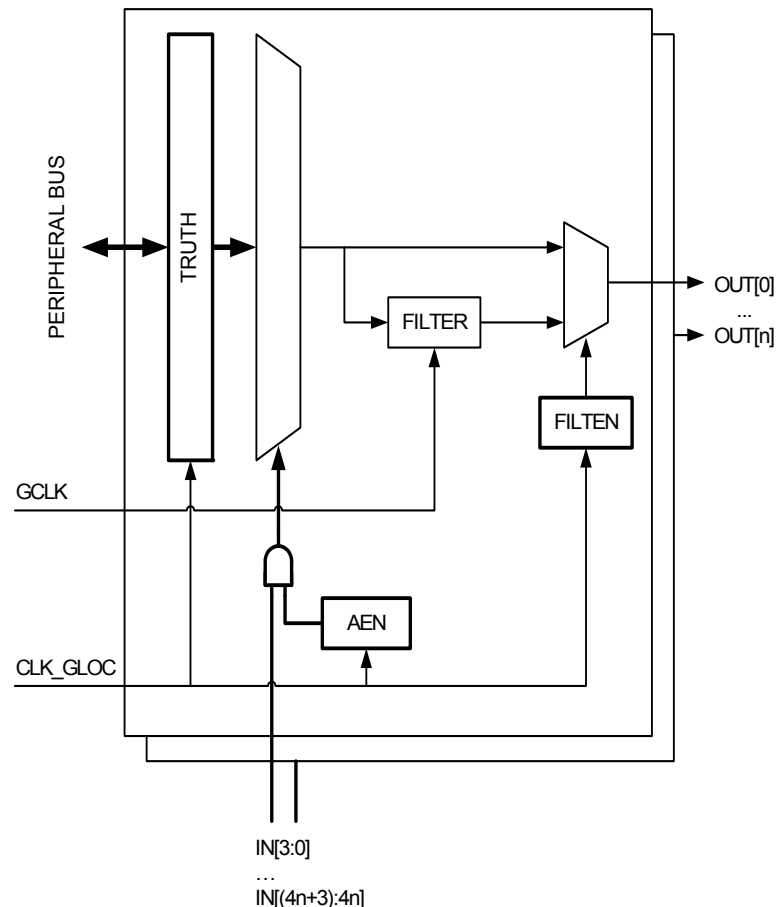 PERIPHERAL BUS
TRUTH
FILTER
OUT[0]
...
OUT[n]
FILTEN
GCLK
AEN
CLK_GLOC
IN[3:0]
...
IN[(4n+3):4n]